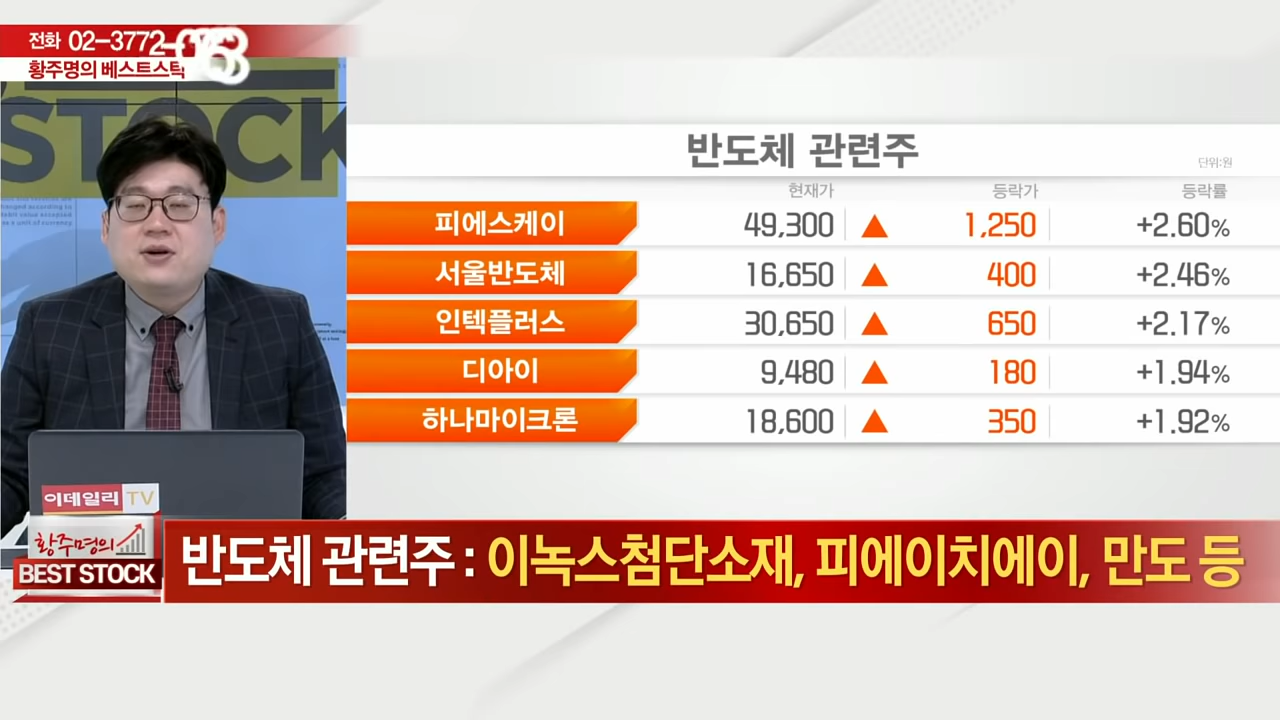 전화 02-3772-
황주명의 베스트스탁
STOCK
반도체 관련주
단위:원
현재가 등락가 등락률
피에스케이 49,300 ▲ 1,250 +2.60%
서울반도체 16,650 ▲ 400 +2.46%
인텍플러스 30,650 ▲ 650 +2.17%
디아이 9,480 ▲ 180 +1.94%
하나마이크론 18,600 ▲ 350 +1.92%
이데일리 TV
황주명의
BEST STOCK
반도체 관련주 : 이녹스첨단소재, 피에이치에이, 만도 등